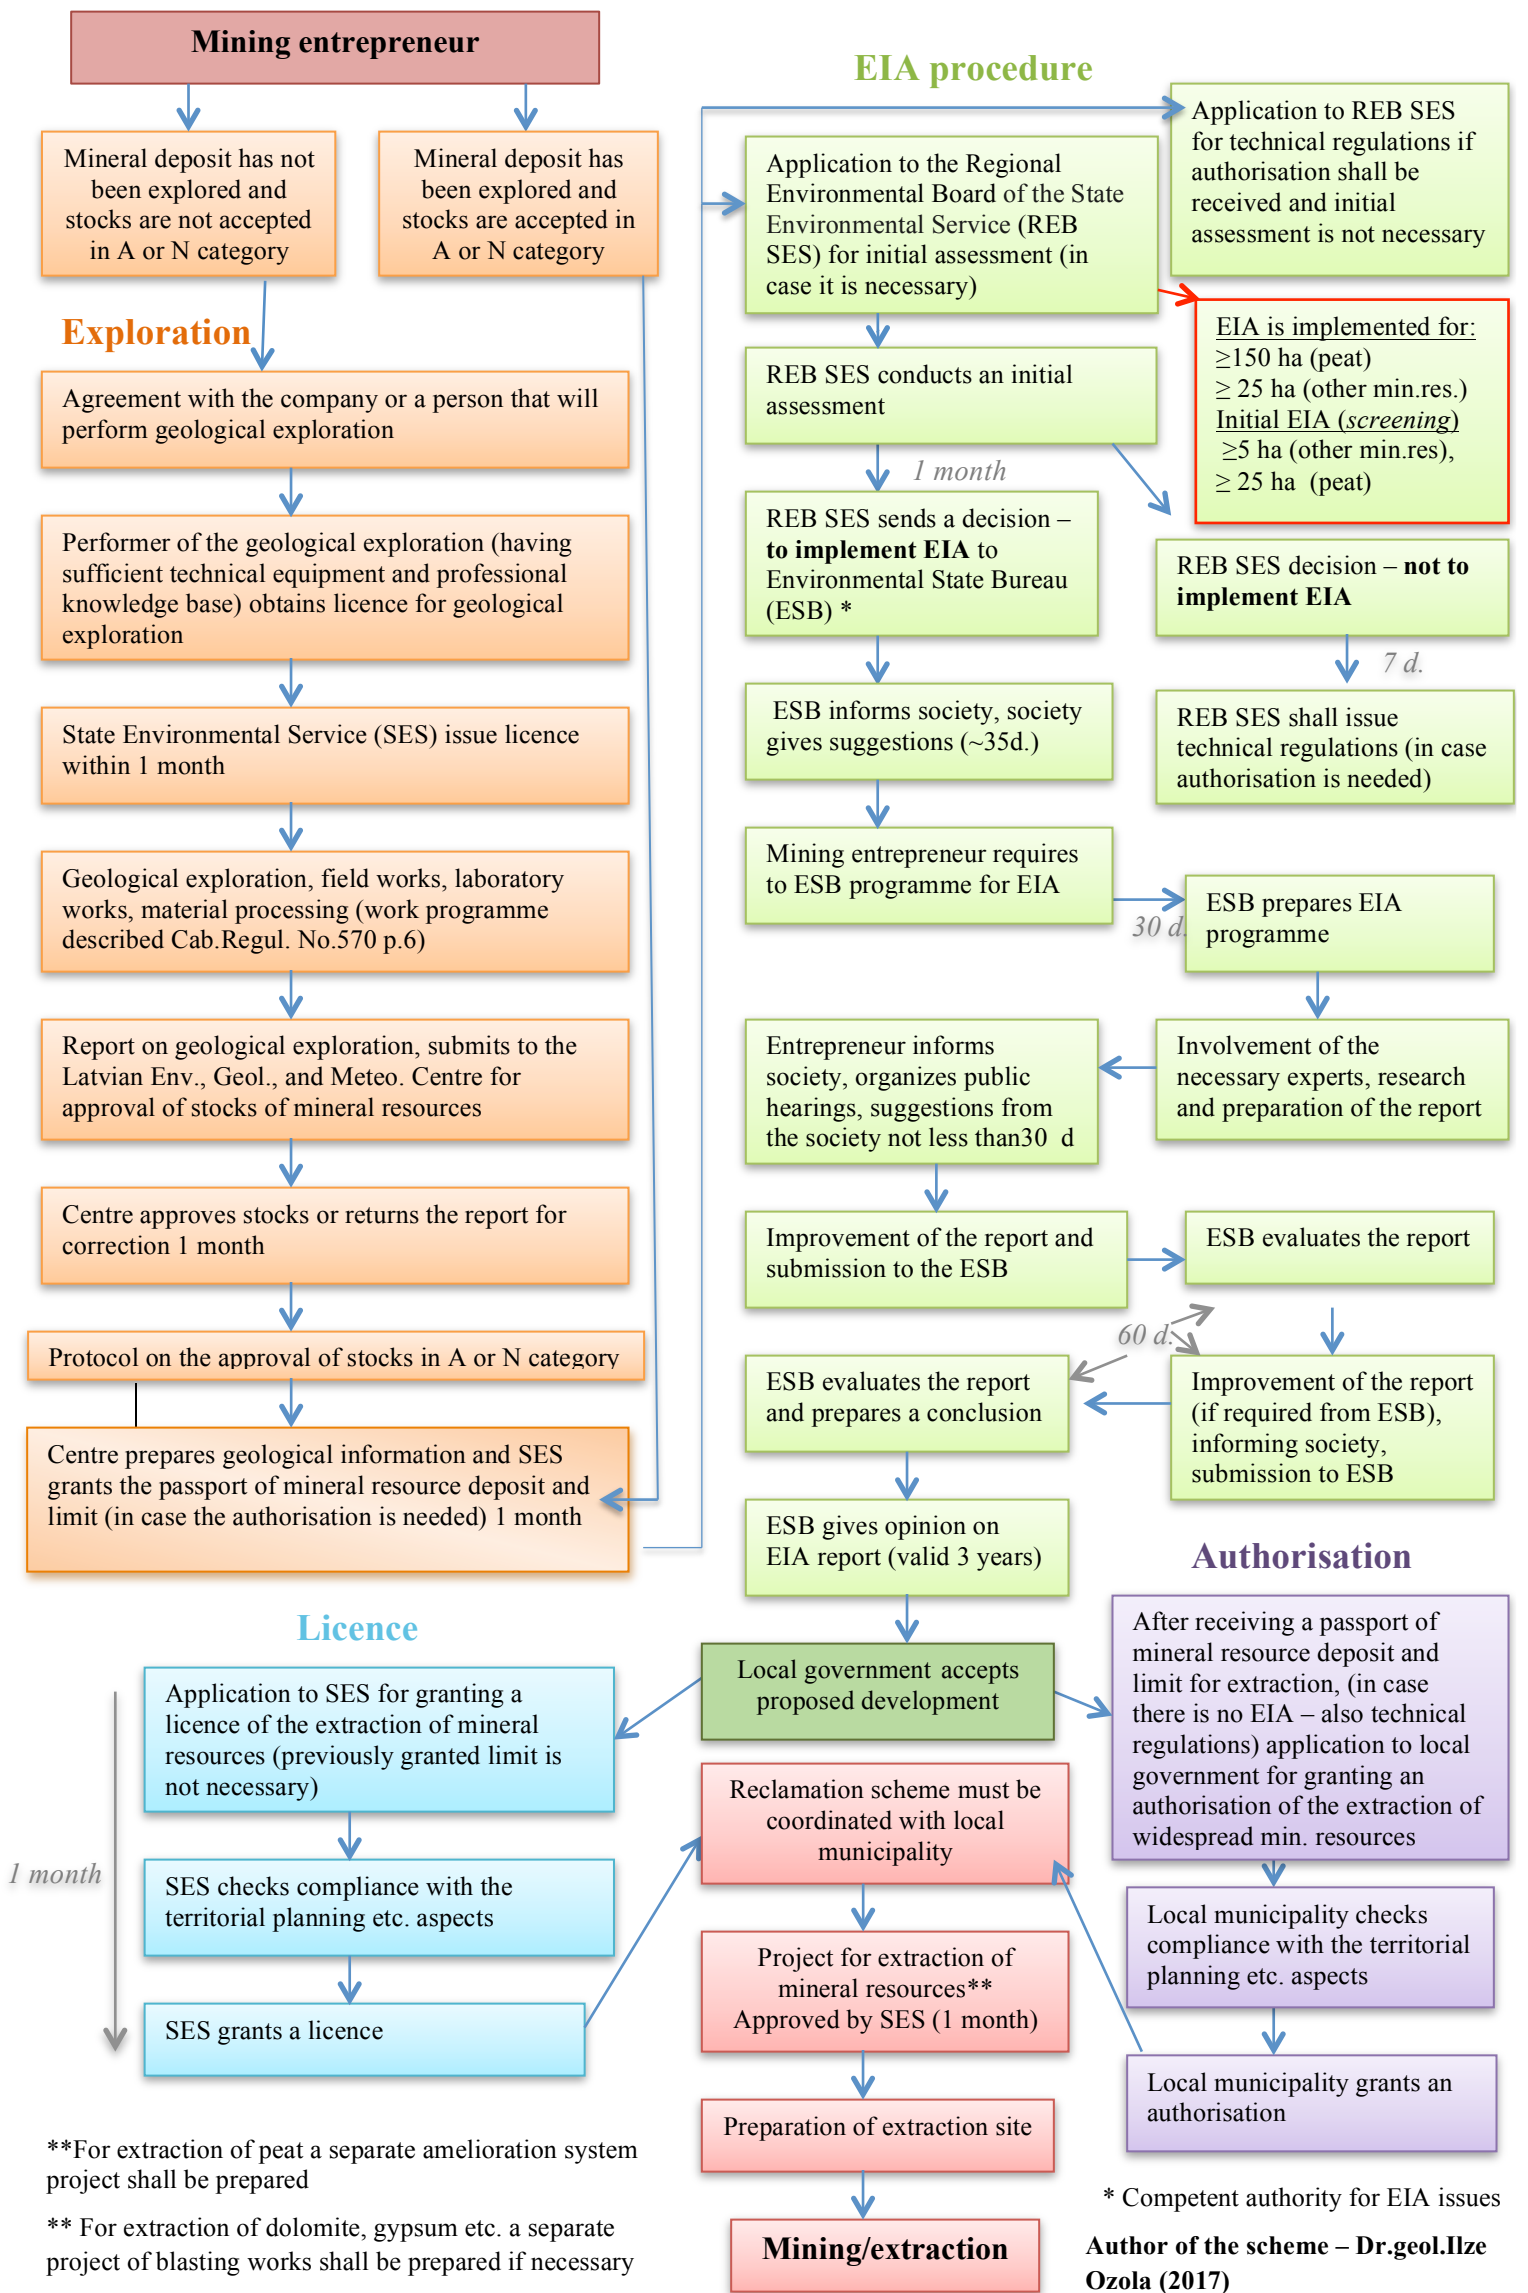 Mining entrepreneur
Mineral deposit has not
been explored and
stocks are not accepted
in A or N category
Mineral deposit has
been explored and
stocks are accepted in
A or N category
Exploration
Agreement with the company or a person that will
perform geological exploration
Performer of the geological exploration (having
sufficient technical equipment and professional
knowledge base) obtains licence for geological
exploration
State Environmental Service (SES) issue licence
within 1 month
Geological exploration, field works, laboratory
works, material processing (work programme
described Cab.Regul. No.570 p.6)
Report on geological exploration, submits to the
Latvian Env., Geol., and Meteo. Centre for
approval of stocks of mineral resources
Centre approves stocks or returns the report for
correction 1 month
Protocol on the approval of stocks in A or N category
Centre prepares geological information and SES
grants the passport of mineral resource deposit and
limit (in case the authorisation is needed) 1 month
EIA procedure
Application to REB SES
for technical regulations if
authorisation shall be
received and initial
assessment is not necessary
Application to the Regional
Environmental Board of the State
Environmental Service (REB
SES) for initial assessment (in
case it is necessary)
EIA is implemented for:
≥150 ha (peat)
≥ 25 ha (other min.res.)
Initial EIA (screening)
≥5 ha (other min.res),
≥ 25 ha (peat)
REB SES conducts an initial
assessment
1 month
REB SES sends a decision –
to implement EIA to
Environmental State Bureau
(ESB) *
REB SES decision – not to
implement EIA
7 d.
REB SES shall issue
technical regulations (in case
authorisation is needed)
ESB informs society, society
gives suggestions (~35d.)
Mining entrepreneur requires
to ESB programme for EIA
30 d.
ESB prepares EIA
programme
Involvement of the
necessary experts, research
and preparation of the report
Entrepreneur informs
society, organizes public
hearings, suggestions from
the society not less than30 d
Improvement of the report and
submission to the ESB
ESB evaluates the report
60 d.
Improvement of the report
(if required from ESB),
informing society,
submission to ESB
ESB evaluates the report
and prepares a conclusion
ESB gives opinion on
EIA report (valid 3 years)
Local government accepts
proposed development
Licence
Application to SES for granting a
licence of the extraction of mineral
resources (previously granted limit is
not necessary)
1 month
SES checks compliance with the
territorial planning etc. aspects
SES grants a licence
Authorisation
After receiving a passport of
mineral resource deposit and
limit for extraction, (in case
there is no EIA – also technical
regulations) application to local
government for granting an
authorisation of the extraction of
widespread min. resources
Local municipality checks
compliance with the territorial
planning etc. aspects
Local municipality grants an
authorisation
Reclamation scheme must be
coordinated with local
municipality
Project for extraction of
mineral resources**
Approved by SES (1 month)
Preparation of extraction site
Mining/extraction
**For extraction of peat a separate amelioration system
project shall be prepared
** For extraction of dolomite, gypsum etc. a separate
project of blasting works shall be prepared if necessary
* Competent authority for EIA issues
Author of the scheme – Dr.geol.Ilze
Ozola (2017)